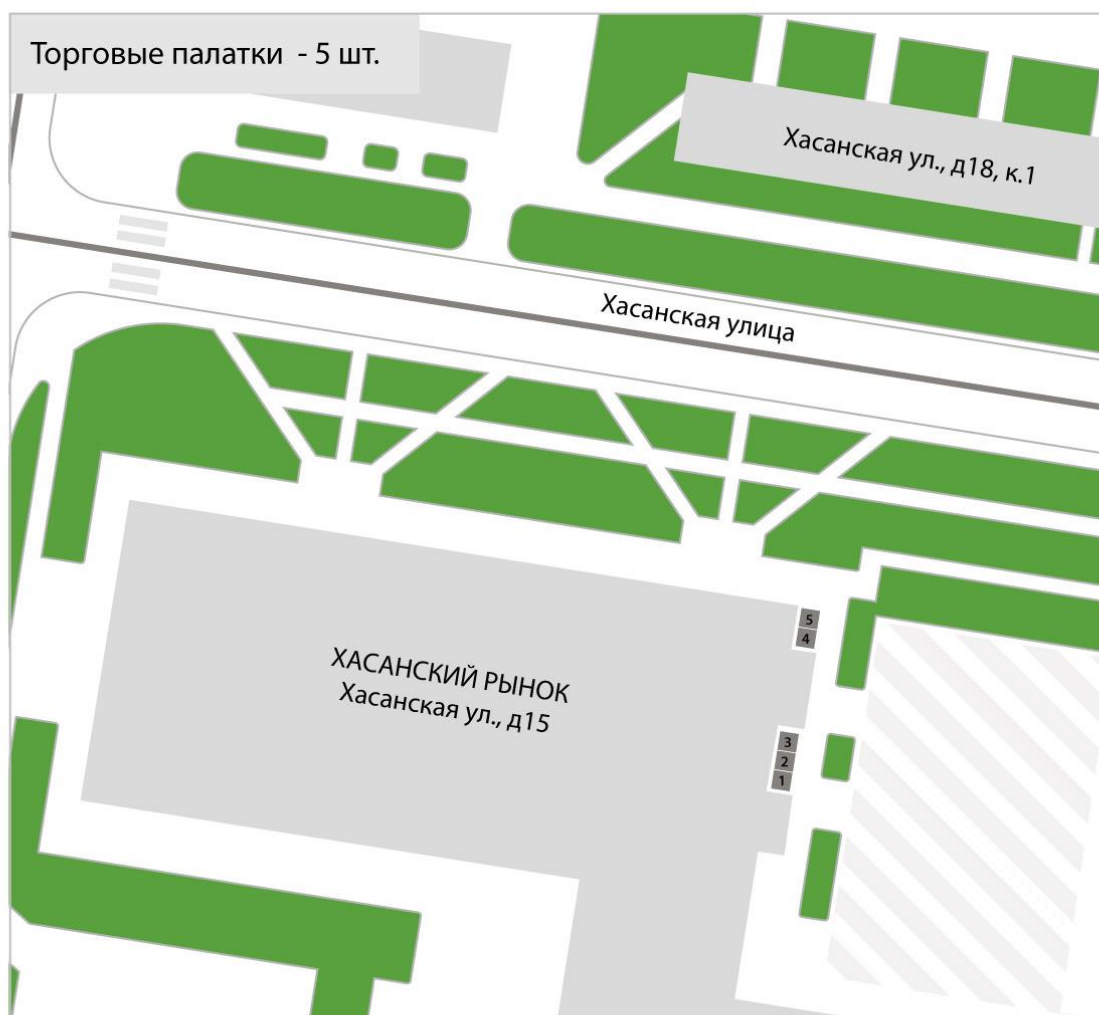 Торговые палатки - 5 шт.
Хасанская ул., д18, к.1
Хасанская улица
5
4
ХАСАНСКИЙ РЫНОК
Хасанская ул., д15
3
2
1